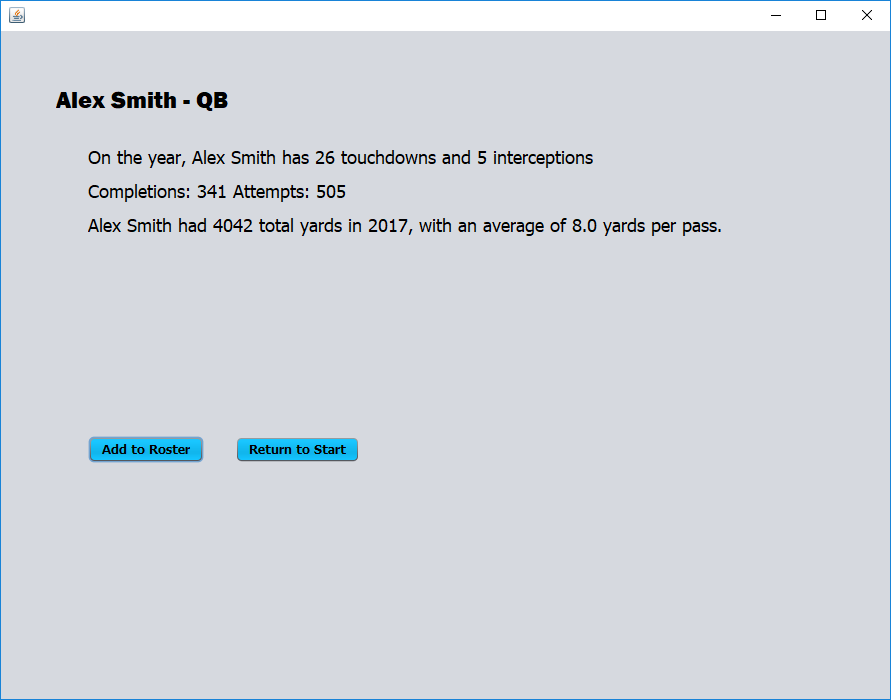 Alex Smith - QB
On the year, Alex Smith has 26 touchdowns and 5 interceptions
Completions: 341 Attempts: 505
Alex Smith had 4042 total yards in 2017, with an average of 8.0 yards per pass.
Add to Roster
Return to Start